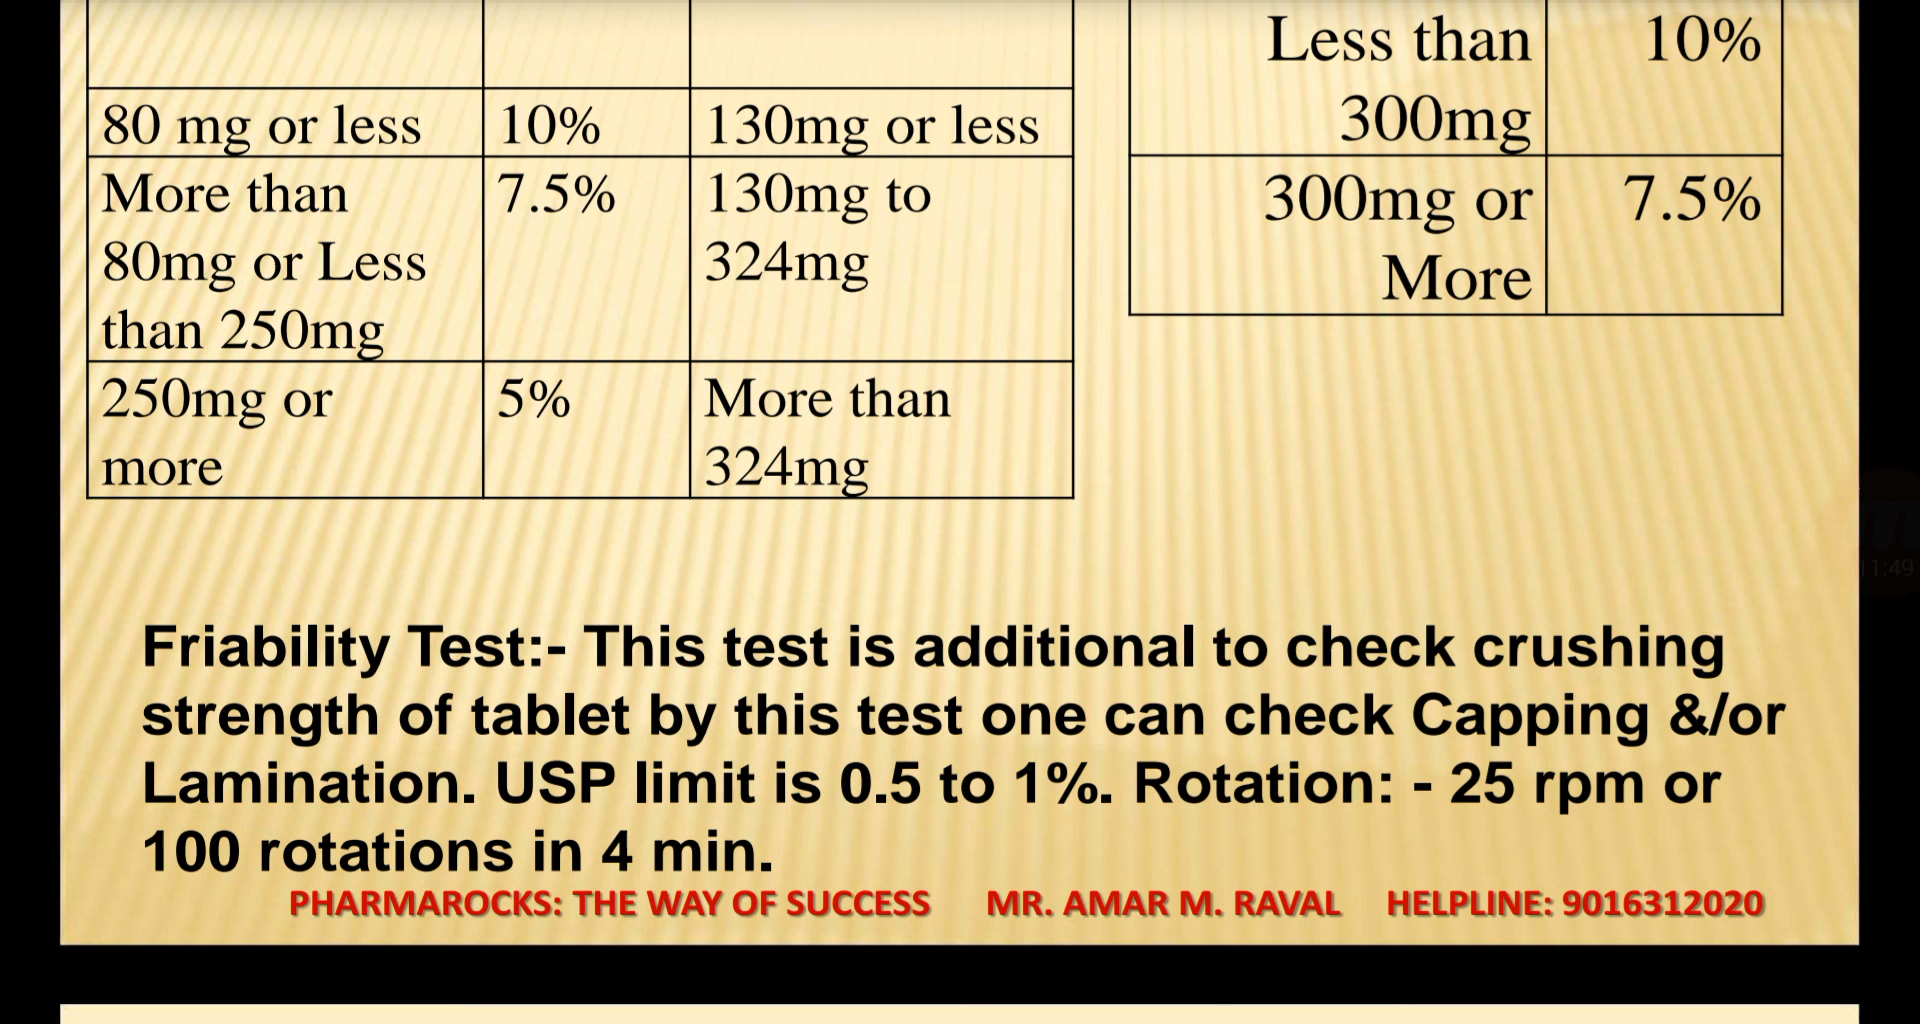 80 mg or less 10% 130mg or less
More than 7.5% 130mg to
80mg or Less 324mg
than 250mg
250mg or 5% More than
more 324mg
Less than 10%
300mg
300mg or 7.5%
More
Friability Test:- This test is additional to check crushing
strength of tablet by this test one can check Capping &/or
Lamination. USP limit is 0.5 to 1%. Rotation: - 25 rpm or
100 rotations in 4 min.
PHARMAROCKS: THE WAY OF SUCCESS MR. AMAR M. RAVAL HELPLINE: 9016312020
11:49